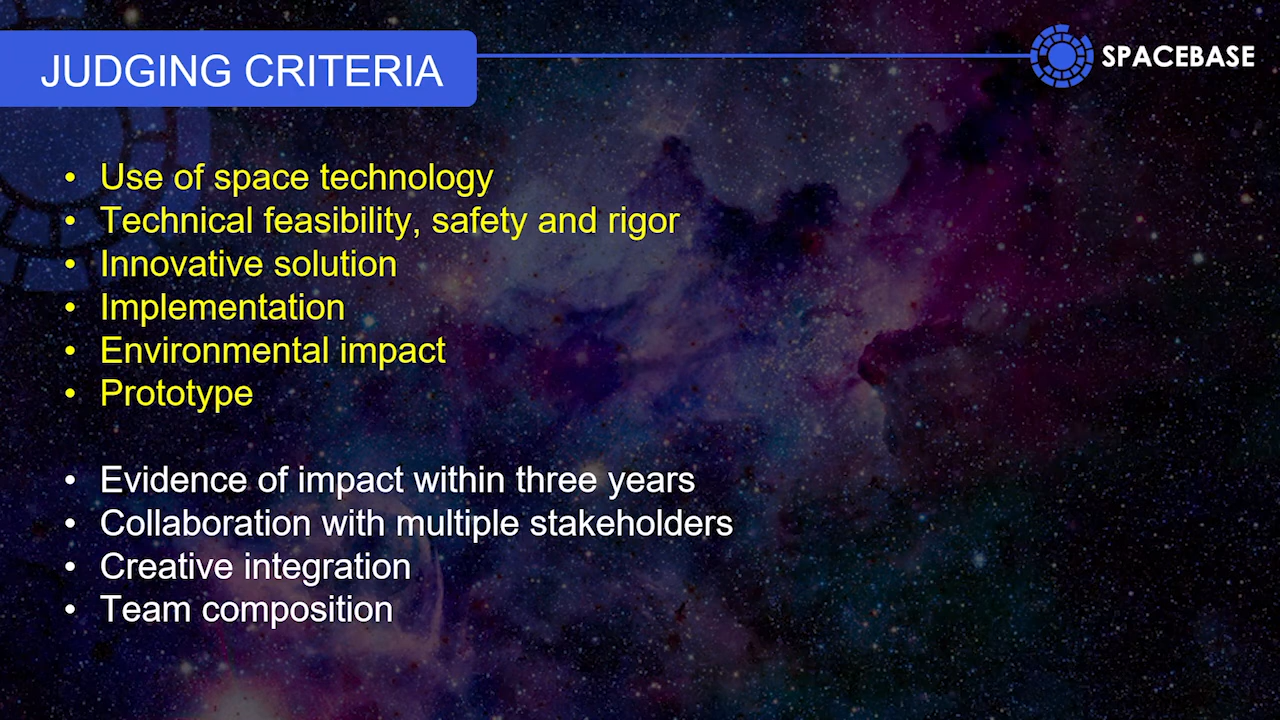 JUDGING CRITERIA
SPACEBASE
• Use of space technology
• Technical feasibility, safety and rigor
• Innovative solution
• Implementation
• Environmental impact
• Prototype
• Evidence of impact within three years
• Collaboration with multiple stakeholders
• Creative integration
• Team composition